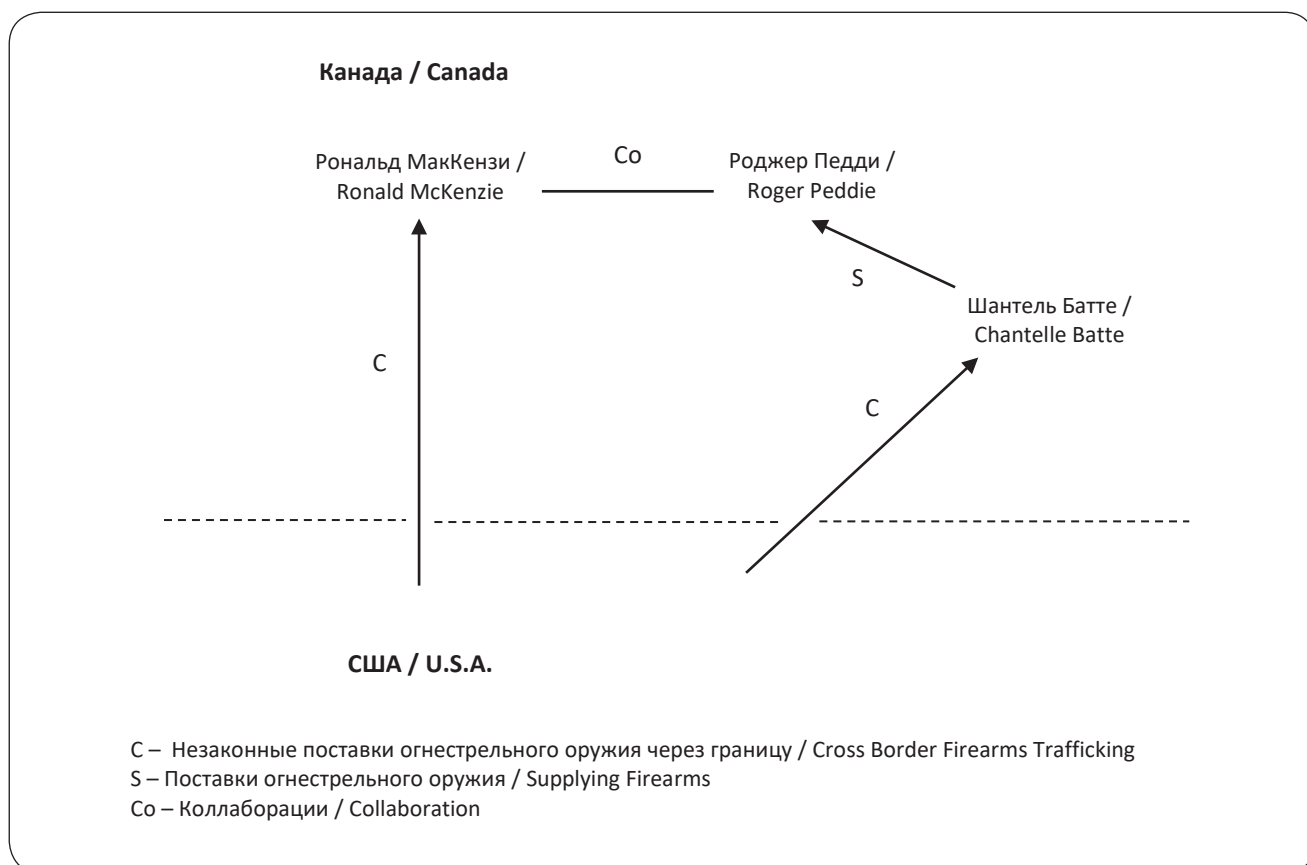 Канада / Canada
Рональд МакКензи /
Ronald McKenzie
Co
Роджер Педди /
Roger Peddie
S
Шантель Батте /
Chantelle Batte
C
C
США / U.S.A.
C – Незаконные поставки огнестрельного оружия через границу / Cross Border Firearms Trafficking
S – Поставки огнестрельного оружия / Supplying Firearms
Co – Коллаборации / Collaboration